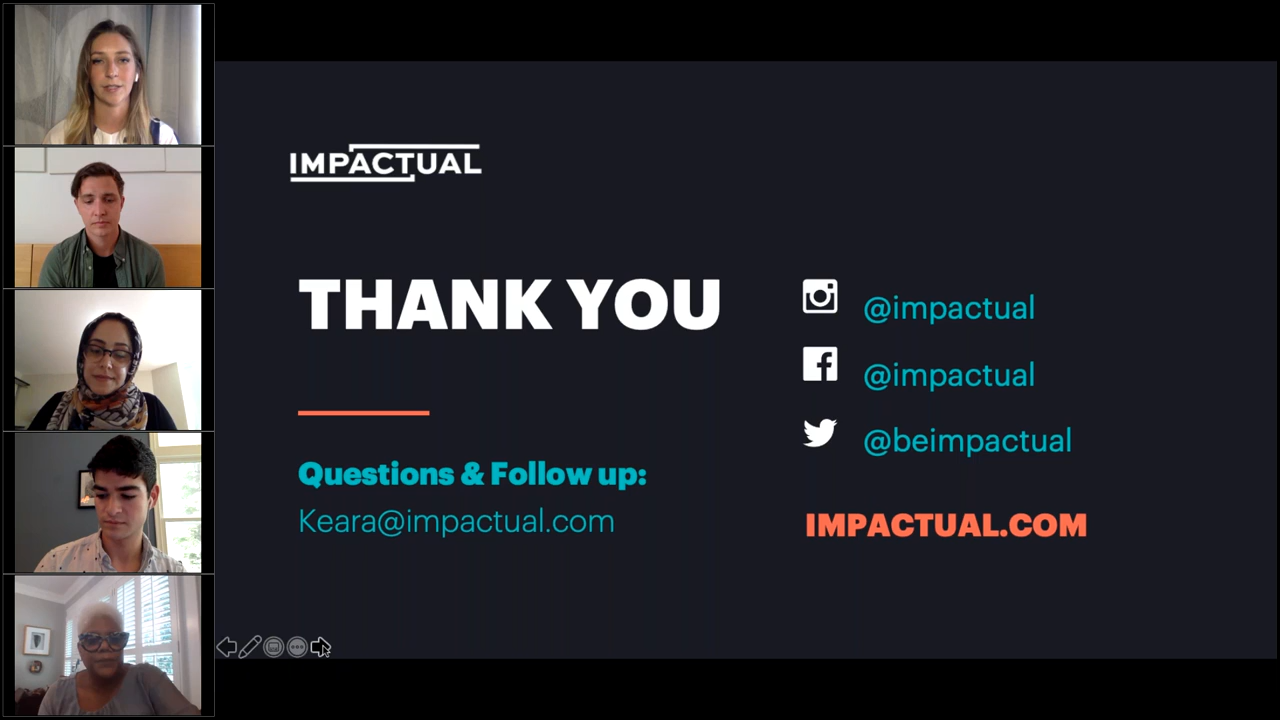 IMPACTUAL
THANK YOU
Questions & Follow up:
Keara@impactual.com
@impactual
@impactual
@beimpactual
IMPACTUAL.COM